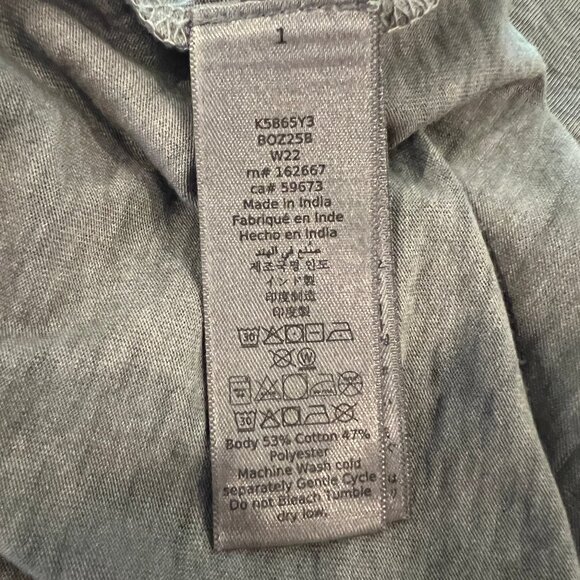 1
K5865Y3
BOZ25B
W22
rn# 162667
ca# 59673
Made in India
Fabriqué en Inde
Hecho en India
صنع في الهند
제조국명 인도
インド製
印度制造
印度製
30
W
30
Body 53% Cotton 47%
Polyester
Machine Wash cold
separately Gentle Cycle
Do not Bleach Tumble
dry low.